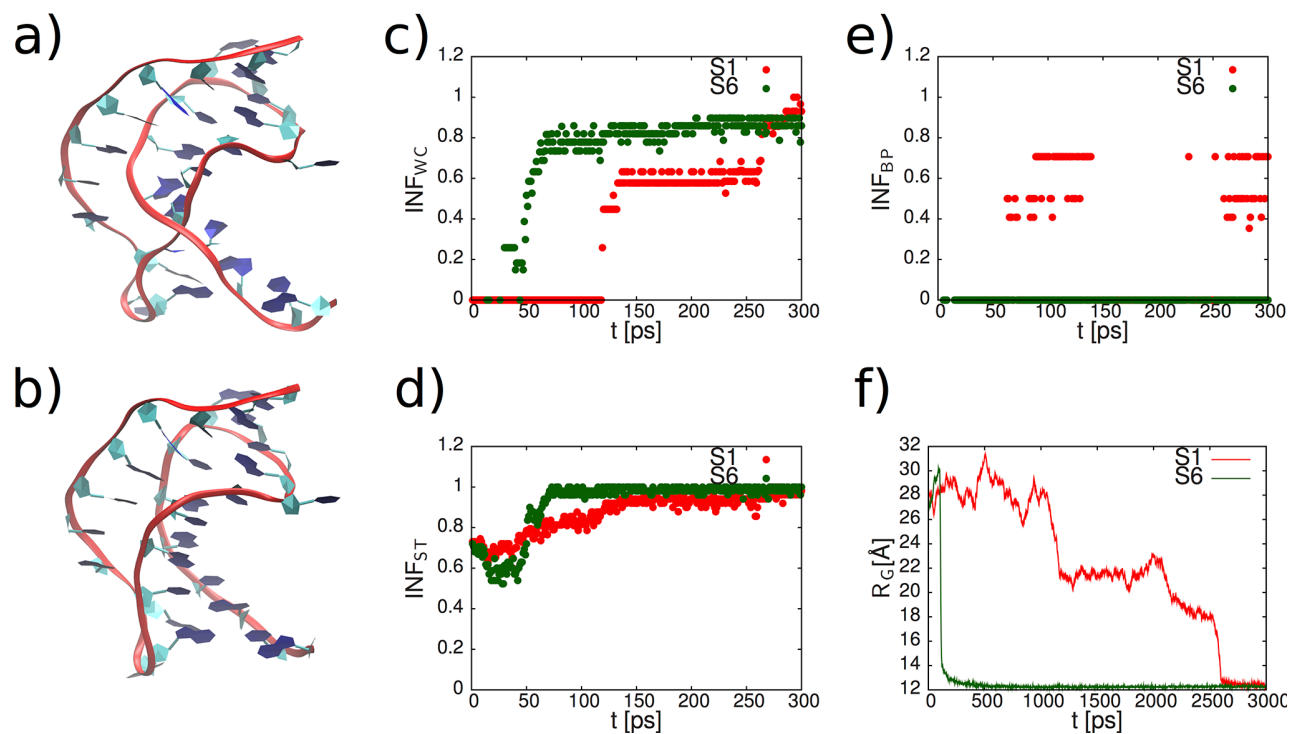 a)
b)
c)
1.2
1
0.8
0.6
0.4
0.2
0
INF_WC
S1
S6
0 50 100 150 200 250 300
t [ps]
d)
1.2
1
0.8
0.6
0.4
0.2
0
INF_ST
S1
S6
0 50 100 150 200 250 300
t [ps]
e)
1.2
1
0.8
0.6
0.4
0.2
0
INF_BP
S1
S6
0 50 100 150 200 250 300
t [ps]
f)
32
30
28
26
24
22
20
18
16
14
12
R_G[Å]
S1
S6
0 500 1000 1500 2000 2500 3000
t [ps]